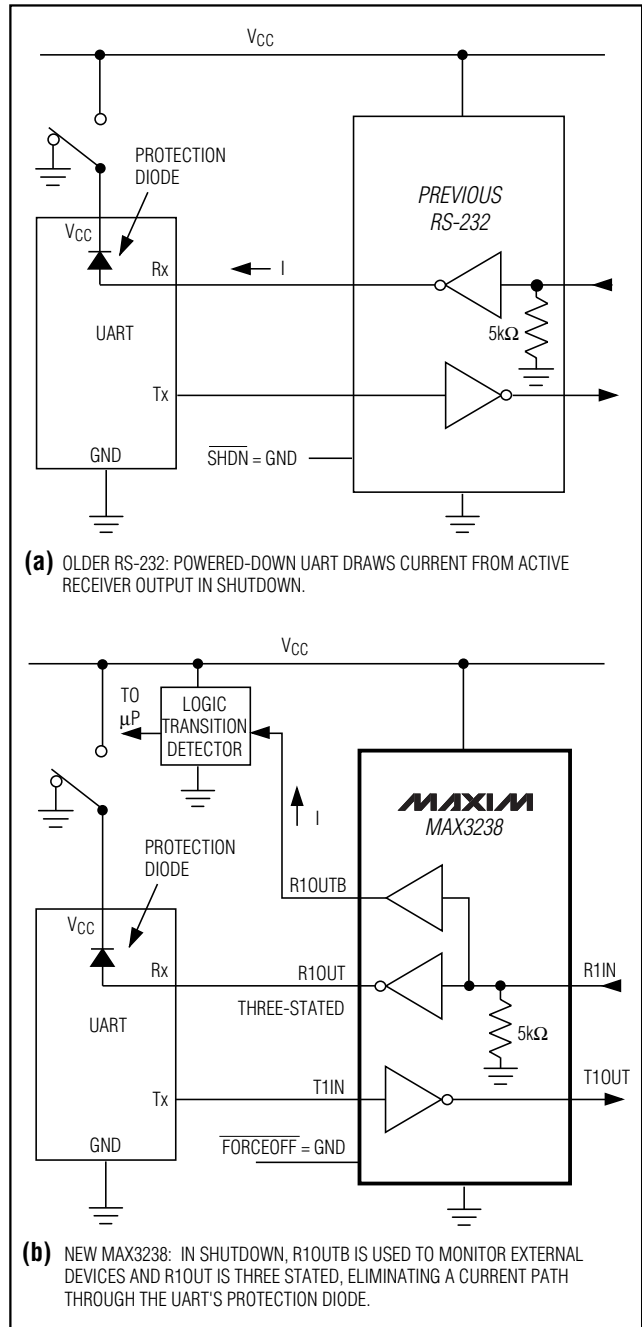 VCC
PROTECTION
DIODE
PREVIOUS
RS-232
VCC
Rx
I
UART
5kΩ
Tx
GND
SHDN = GND
(a) OLDER RS-232: POWERED-DOWN UART DRAWS CURRENT FROM ACTIVE
RECEIVER OUTPUT IN SHUTDOWN.
VCC
TO
µP
LOGIC
TRANSITION
DETECTOR
MAXIM
MAX3238
I
PROTECTION
DIODE
R1OUTB
VCC
Rx
R1OUT
R1IN
THREE-STATED
UART
5kΩ
Tx
T1IN
T1OUT
GND
FORCEOFF = GND
(b) NEW MAX3238: IN SHUTDOWN, R1OUTB IS USED TO MONITOR EXTERNAL
DEVICES AND R1OUT IS THREE STATED, ELIMINATING A CURRENT PATH
THROUGH THE UART'S PROTECTION DIODE.